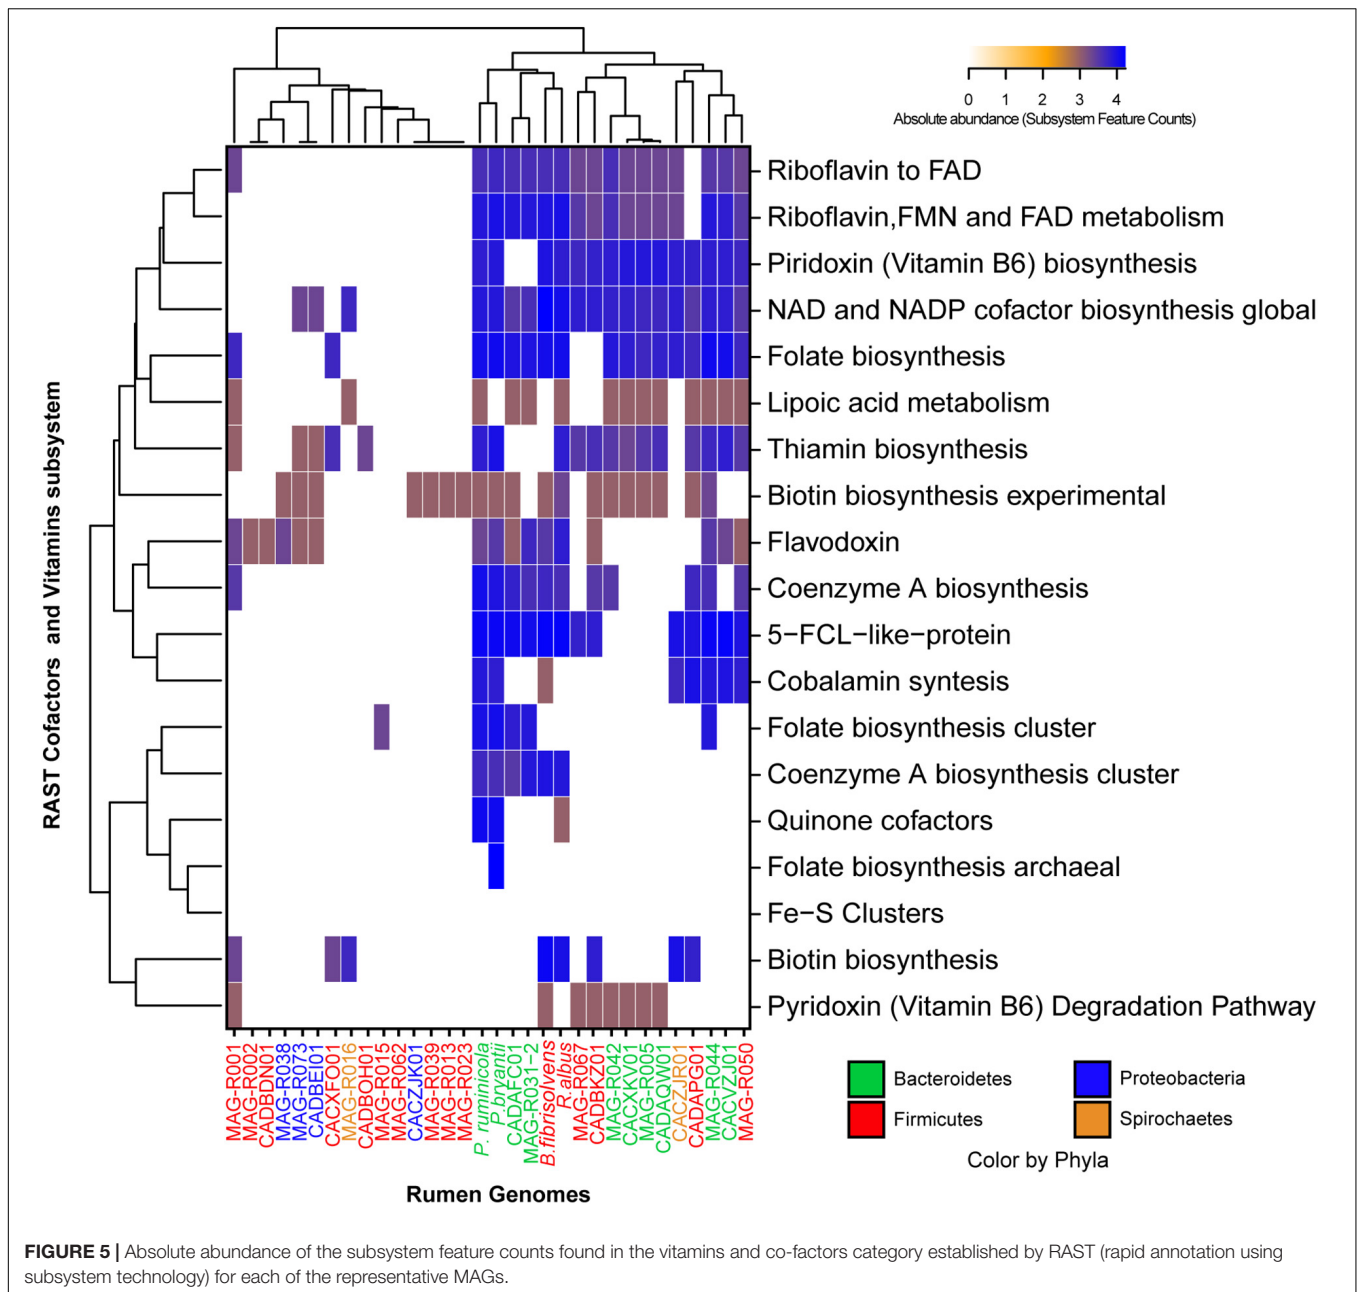 0 1 2 3 4
Absolute abundance (Subsystem Feature Counts)
RAST Cofactors and Vitamins subsystem
Riboflavin to FAD
Riboflavin,FMN and FAD metabolism
Piridoxin (Vitamin B6) biosynthesis
NAD and NADP cofactor biosynthesis global
Folate biosynthesis
Lipoic acid metabolism
Thiamin biosynthesis
Biotin biosynthesis experimental
Flavodoxin
Coenzyme A biosynthesis
5−FCL−like−protein
Cobalamin syntesis
Folate biosynthesis cluster
Coenzyme A biosynthesis cluster
Quinone cofactors
Folate biosynthesis archaeal
Fe−S Clusters
Biotin biosynthesis
Pyridoxin (Vitamin B6) Degradation Pathway
MAG-R001
MAG-R002
CADBDN01
MAG-R038
MAG-R073
CADBEI01
CACXFO01
MAG-R016
CADBOH01
MAG-R015
MAG-R062
CACZJK01
MAG-R039
MAG-R013
MAG-R023
P. ruminicola
P.bryantii
CADAFC01
MAG-R031−2
B.fibrisolvens
R.albus
MAG-R067
CADBKZ01
MAG-R042
CACXKV01
MAG-R005
CADAQW01
CACZJR01
CADAPG01
MAG-R044
CACVZJ01
MAG-R050
Rumen Genomes
Bacteroidetes
Proteobacteria
Firmicutes
Spirochaetes
Color by Phyla
FIGURE 5 | Absolute abundance of the subsystem feature counts found in the vitamins and co-factors category established by RAST (rapid annotation using
subsystem technology) for each of the representative MAGs.